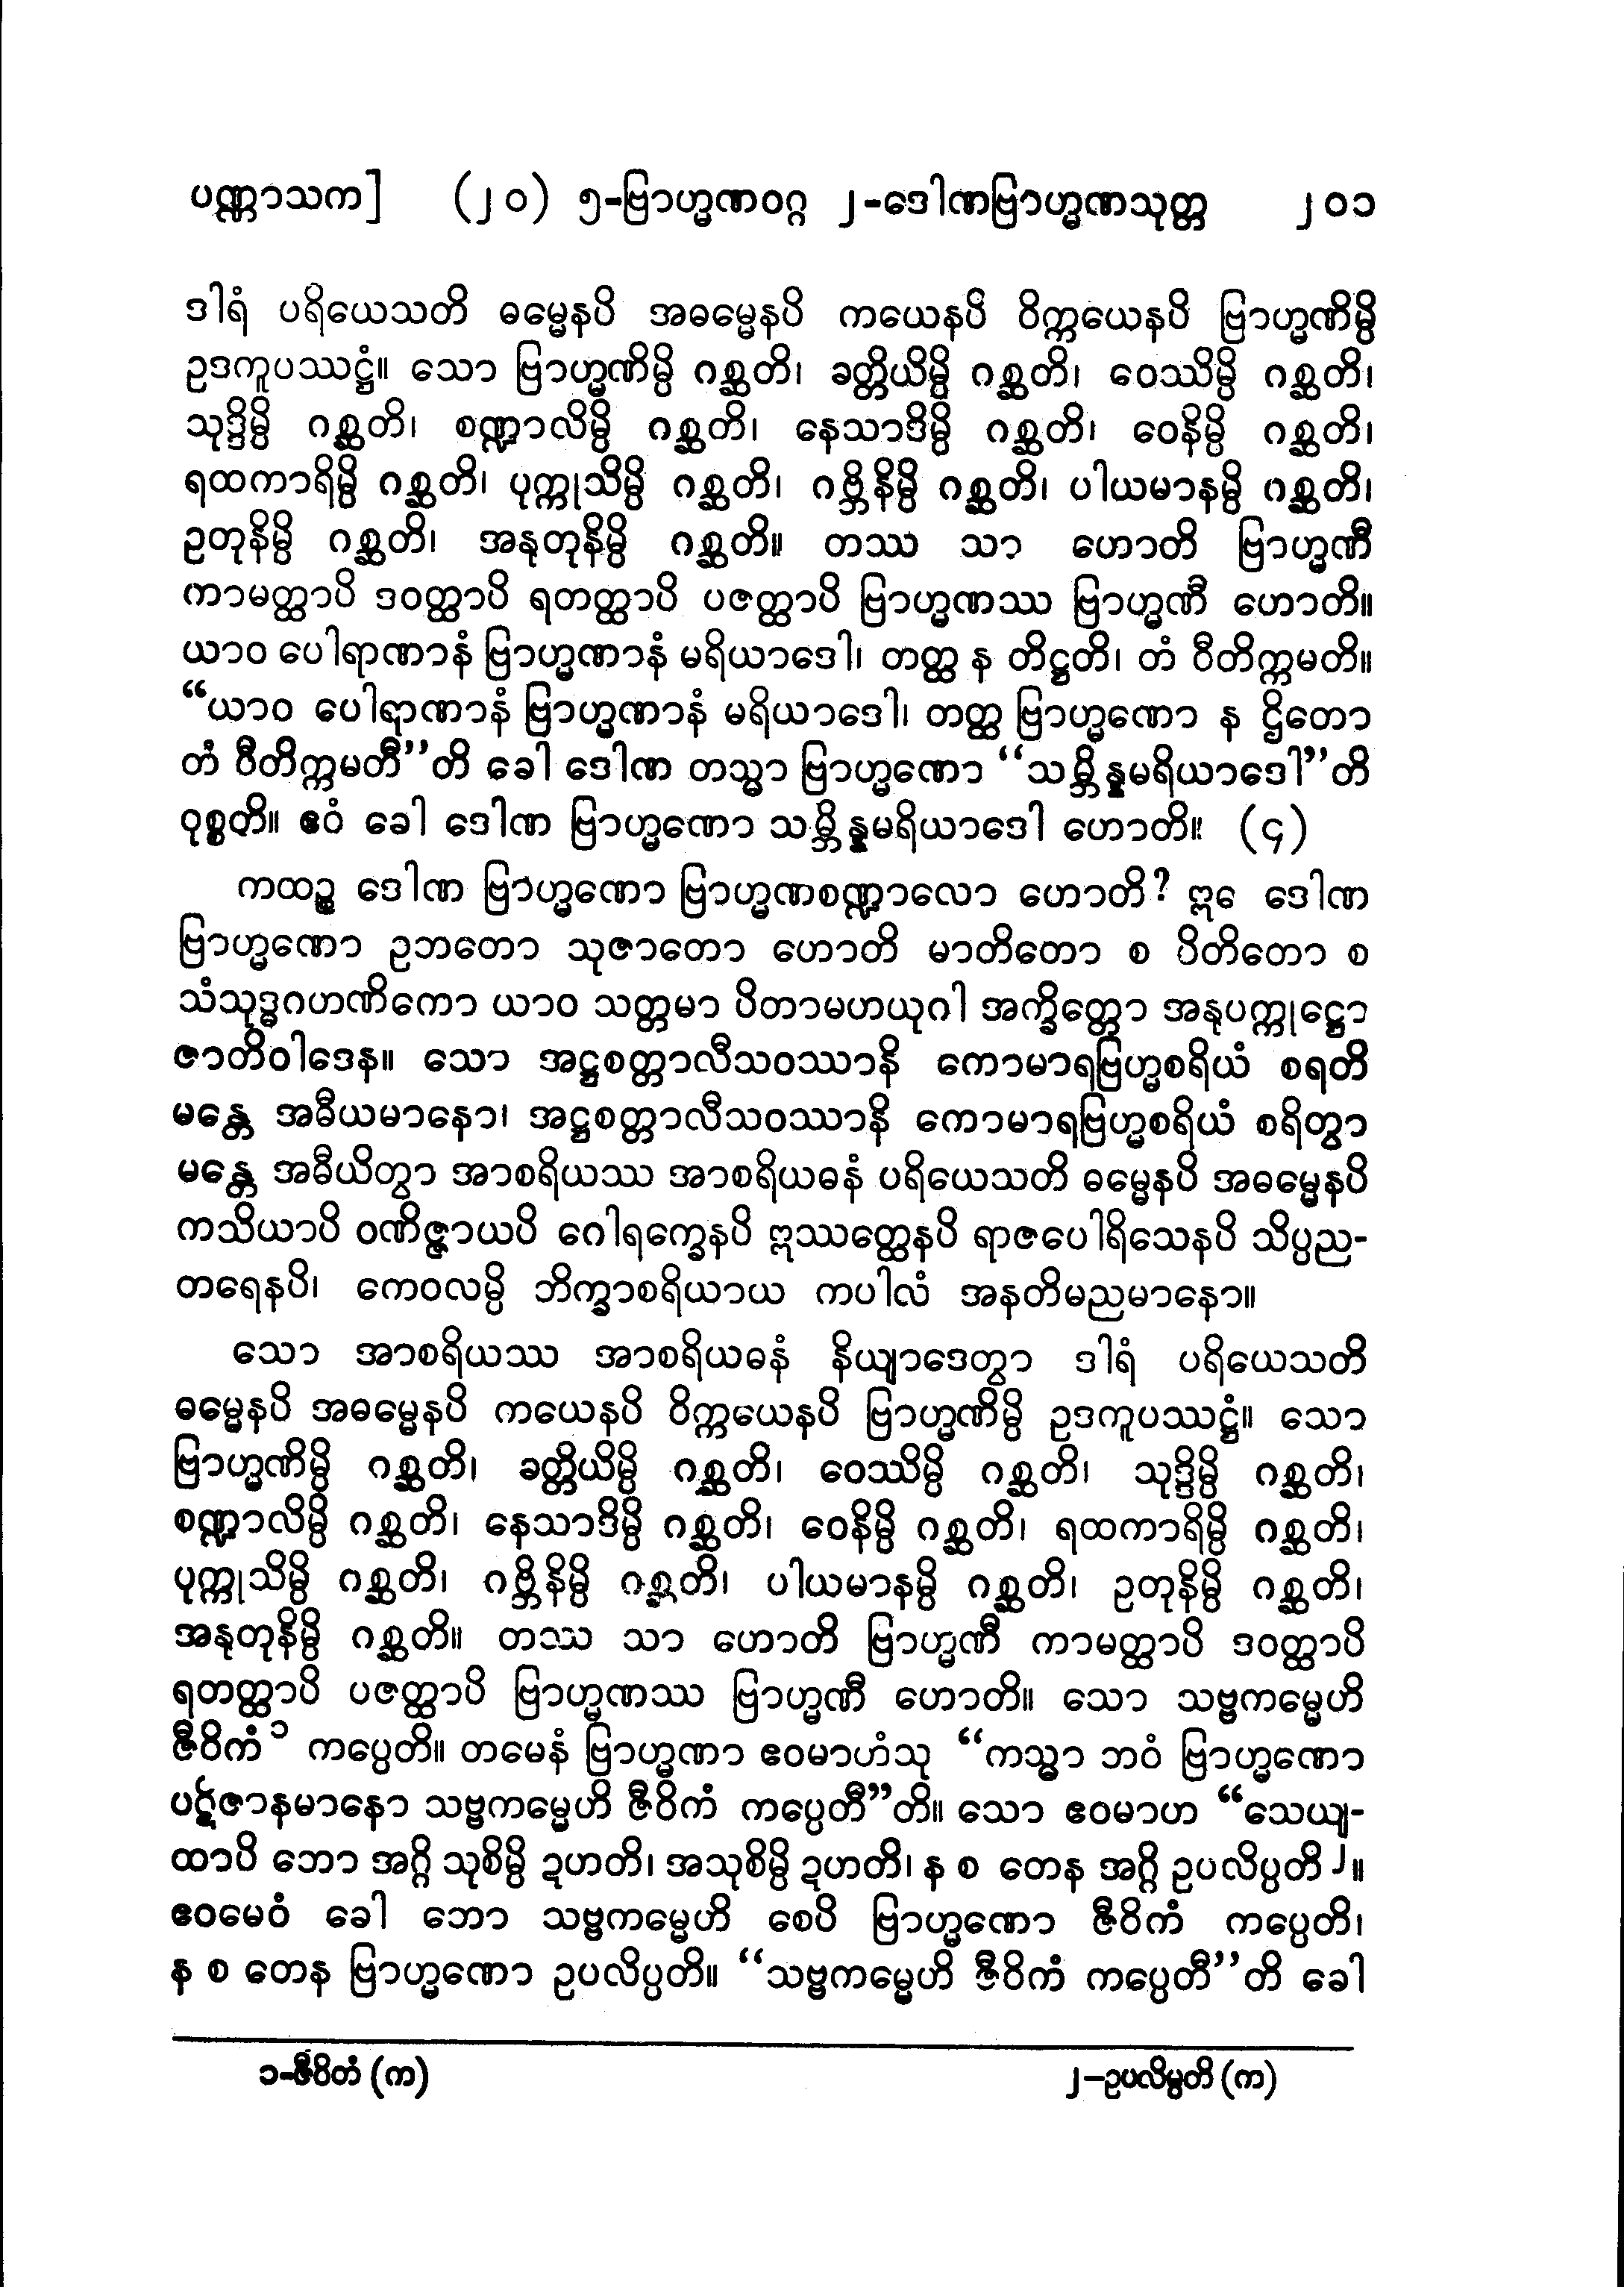 ပဏ္ဏာသက] (၂၀) ၅-ဗြာဟ္မဏဝဂ္ဂ ၂-ဒေါဏဗြာဟ္မဏသုတ္တ ၂၀၁
ဒါရံ ပရိယေသတိ ဓမ္မေနပိ အဓမ္မေနပိ ကယေနပိ ဝိက္ကယေနပိ ဗြာဟ္မဏိမ္ပိ
ဥဒကူပဿဋ္ဌံ။ သော ဗြာဟ္မဏိမ္ပိ ဂစ္ဆတိ၊ ခတ္တိယိမ္ပိ ဂစ္ဆတိ၊ ဝေဿိမ္ပိ ဂစ္ဆတိ၊
သုဒ္ဒိမ္ပိ ဂစ္ဆတိ၊ စဏ္ဍာလိမ္ပိ ဂစ္ဆတိ၊ နေသာဒိမ္ပိ ဂစ္ဆတိ၊ ဝေနိမ္ပိ ဂစ္ဆတိ၊
ရထကာရိမ္ပိ ဂစ္ဆတိ၊ ပုက္ကုသိမ္ပိ ဂစ္ဆတိ၊ ဂဗ္ဘိနိမ္ပိ ဂစ္ဆတိ၊ ပါယမာနမ္ပိ ဂစ္ဆတိ၊
ဥတုနိမ္ပိ ဂစ္ဆတိ၊ အနုတုနိမ္ပိ ဂစ္ဆတိ။ တဿ သာ ဟောတိ ဗြာဟ္မဏီ
ကာမတ္ထာပိ ဒဝတ္ထာပိ ရတတ္ထာပိ ပဇတ္ထာပိ ဗြာဟ္မဏဿ ဗြာဟ္မဏီ ဟောတိ။
ယာဝ ပေါရာဏာနံ ဗြာဟ္မဏာနံ မရိယာဒေါ၊ တတ္ထ န တိဋ္ဌတိ၊ တံ ဝီတိက္ကမတိ။
“ယာဝ ပေါရာဏာနံ ဗြာဟ္မဏာနံ မရိယာဒေါ၊ တတ္ထ ဗြာဟ္မဏော န ဌိတော
တံ ဝီတိက္ကမတီ”တိ ခေါ ဒေါဏ တသ္မာ ဗြာဟ္မဏော “သမ္ဘိန္နမရိယာဒေါ”တိ
ဝုစ္စတိ။ ဧဝံ ခေါ ဒေါဏ ဗြာဟ္မဏော သမ္ဘိန္နမရိယာဒေါ ဟောတိ။ (၄)
ကထဉ္စ ဒေါဏ ဗြာဟ္မဏော ဗြာဟ္မဏစဏ္ဍာလော ဟောတိ? ဣဓ ဒေါဏ
ဗြာဟ္မဏော ဥဘတော သုဇာတော ဟောတိ မာတိတော စ ပိတိတော စ
သံသုဒ္ဓဂဟဏိကော ယာဝ သတ္တမာ ပိတာမဟယုဂါ အက္ခိတ္တော အနုပက္ကုဋ္ဌော
ဇာတိဝါဒေန။ သော အဋ္ဌစတ္တာလီသဝဿာနိ ကောမာရဗြဟ္မစရိယံ စရတိ
မန္တေ အဓီယမာနော၊ အဋ္ဌစတ္တာလီသဝဿာနိ ကောမာရဗြဟ္မစရိယံ စရိတွာ
မန္တေ အဓီယိတွာ အာစရိယဿ အာစရိယဓနံ ပရိယေသတိ ဓမ္မေနပိ အဓမ္မေနပိ
ကသိယာပိ ဝဏိဇ္ဇာယပိ ဂေါရက္ခေနပိ ဣဿတ္ထေနပိ ရာဇပေါရိသေနပိ သိပ္ပည-
တရေနပိ၊ ကေဝလမ္ပိ ဘိက္ခာစရိယာယ ကပါလံ အနတိမညမာနော။
သော အာစရိယဿ အာစရိယဓနံ နိယျာဒေတွာ ဒါရံ ပရိယေသတိ
ဓမ္မေနပိ အဓမ္မေနပိ ကယေနပိ ဝိက္ကယေနပိ ဗြာဟ္မဏိမ္ပိ ဥဒကူပဿဋ္ဌံ။ သော
ဗြာဟ္မဏိမ္ပိ ဂစ္ဆတိ၊ ခတ္တိယိမ္ပိ ဂစ္ဆတိ၊ ဝေဿိမ္ပိ ဂစ္ဆတိ၊ သုဒ္ဒိမ္ပိ ဂစ္ဆတိ၊
စဏ္ဍာလိမ္ပိ ဂစ္ဆတိ၊ နေသာဒိမ္ပိ ဂစ္ဆတိ၊ ဝေနိမ္ပိ ဂစ္ဆတိ၊ ရထကာရိမ္ပိ ဂစ္ဆတိ၊
ပုက္ကုသိမ္ပိ ဂစ္ဆတိ၊ ဂဗ္ဘိနိမ္ပိ ဂစ္ဆတိ၊ ပါယမာနမ္ပိ ဂစ္ဆတိ၊ ဥတုနိမ္ပိ ဂစ္ဆတိ၊
အနုတုနိမ္ပိ ဂစ္ဆတိ။ တဿ သာ ဟောတိ ဗြာဟ္မဏီ ကာမတ္ထာပိ ဒဝတ္ထာပိ
ရတတ္ထာပိ ပဇတ္ထာပိ ဗြာဟ္မဏဿ ဗြာဟ္မဏီ ဟောတိ။ သော သဗ္ဗကမ္မေဟိ
ဇီဝိကံ၁ ကပ္ပေတိ။ တမေနံ ဗြာဟ္မဏာ ဧဝမာဟံသု “ကသ္မာ ဘဝံ ဗြာဟ္မဏော
ပဋိဇာနမာနော သဗ္ဗကမ္မေဟိ ဇီဝိကံ ကပ္ပေတီ”တိ။ သော ဧဝမာဟ “သေယျ-
ထာပိ ဘော အဂ္ဂိ သုစိမ္ပိ ဍဟတိ၊ အသုစိမ္ပိ ဍဟတိ၊ န စ တေန အဂ္ဂိ ဥပလိပ္ပတိ၂။
ဧဝမေဝံ ခေါ ဘော သဗ္ဗကမ္မေဟိ စေပိ ဗြာဟ္မဏော ဇီဝိကံ ကပ္ပေတိ၊
န စ တေန ဗြာဟ္မဏော ဥပလိပ္ပတိ။ “သဗ္ဗကမ္မေဟိ ဇီဝိကံ ကပ္ပေတီ”တိ ခေါ
၁-ဇီဝိတံ (က) ၂-ဥပလိမ္ပတိ (က)